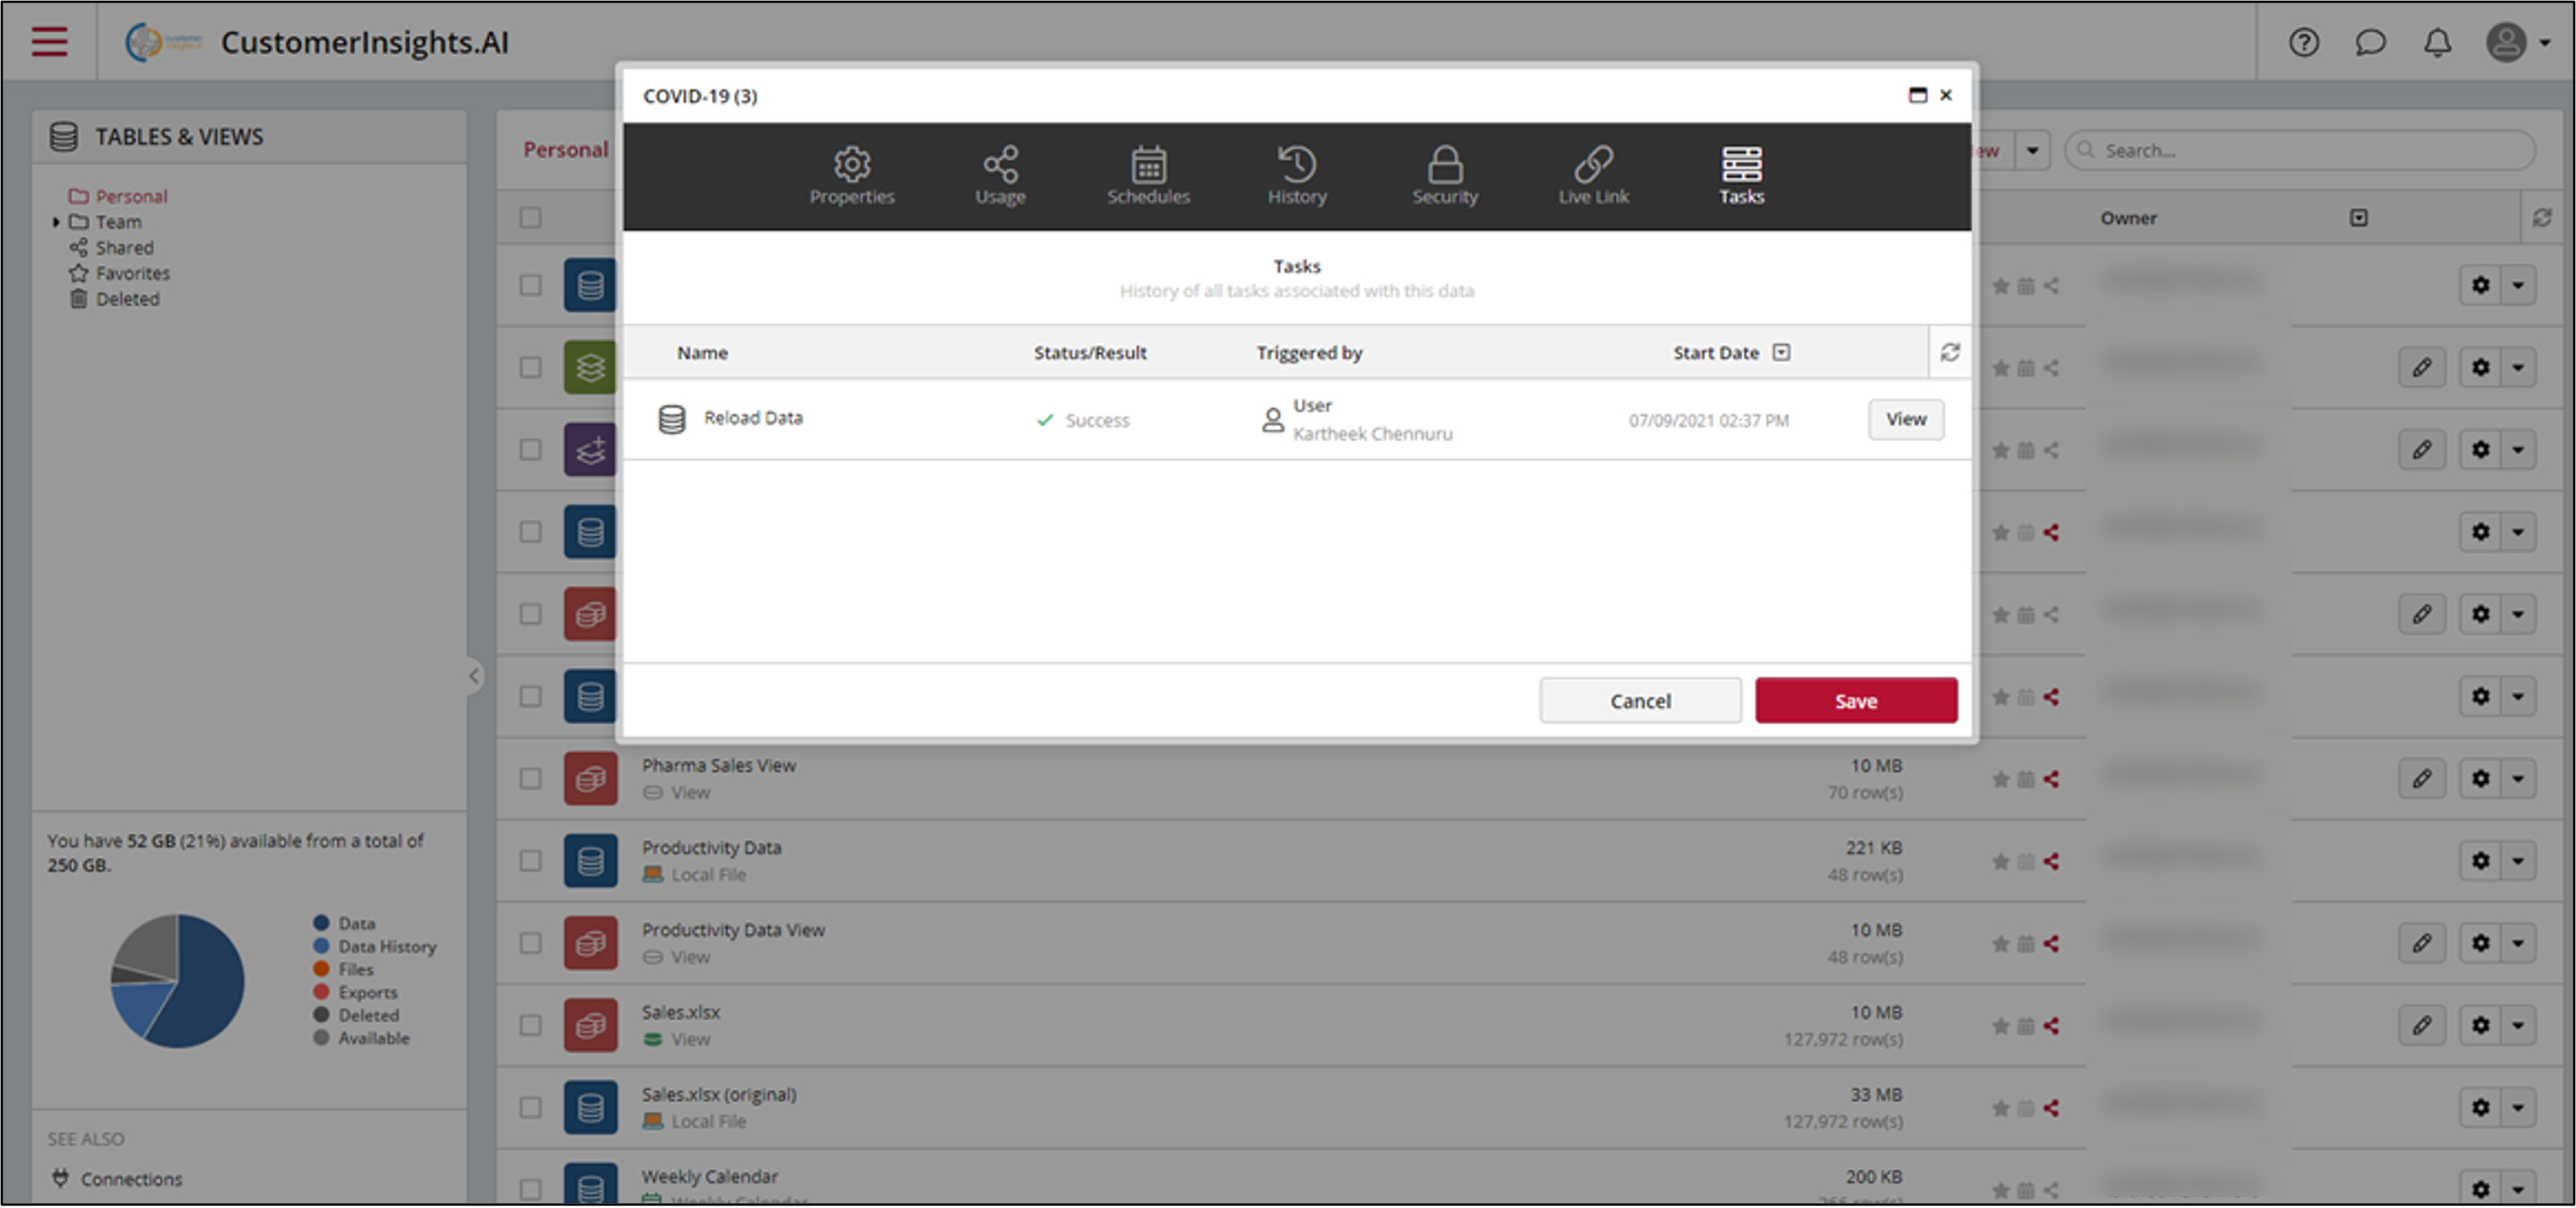 CustomerInsights.AI
TABLES & VIEWS
Personal
Team
Shared
Favorites
Deleted
You have 52 GB (21%) available from a total of
250 GB.
Data
Data History
Files
Exports
Deleted
Available
SEE ALSO
Connections
Personal
Search...
Owner
COVID-19 (3)
Properties
Usage
Schedules
History
Security
Live Link
Tasks
Tasks
History of all tasks associated with this data
Name Status/Result Triggered by Start Date
Reload Data Success User
Kartheek Chennuru 07/09/2021 02:37 PM View
Cancel Save
Pharma Sales View 10 MB
View 70 row(s)
Productivity Data 221 KB
Local File 48 row(s)
Productivity Data View 10 MB
View 48 row(s)
Sales.xlsx 10 MB
View 127,972 row(s)
Sales.xlsx (original) 33 MB
Local File 127,972 row(s)
Weekly Calendar 200 KB
Weekly Calendar